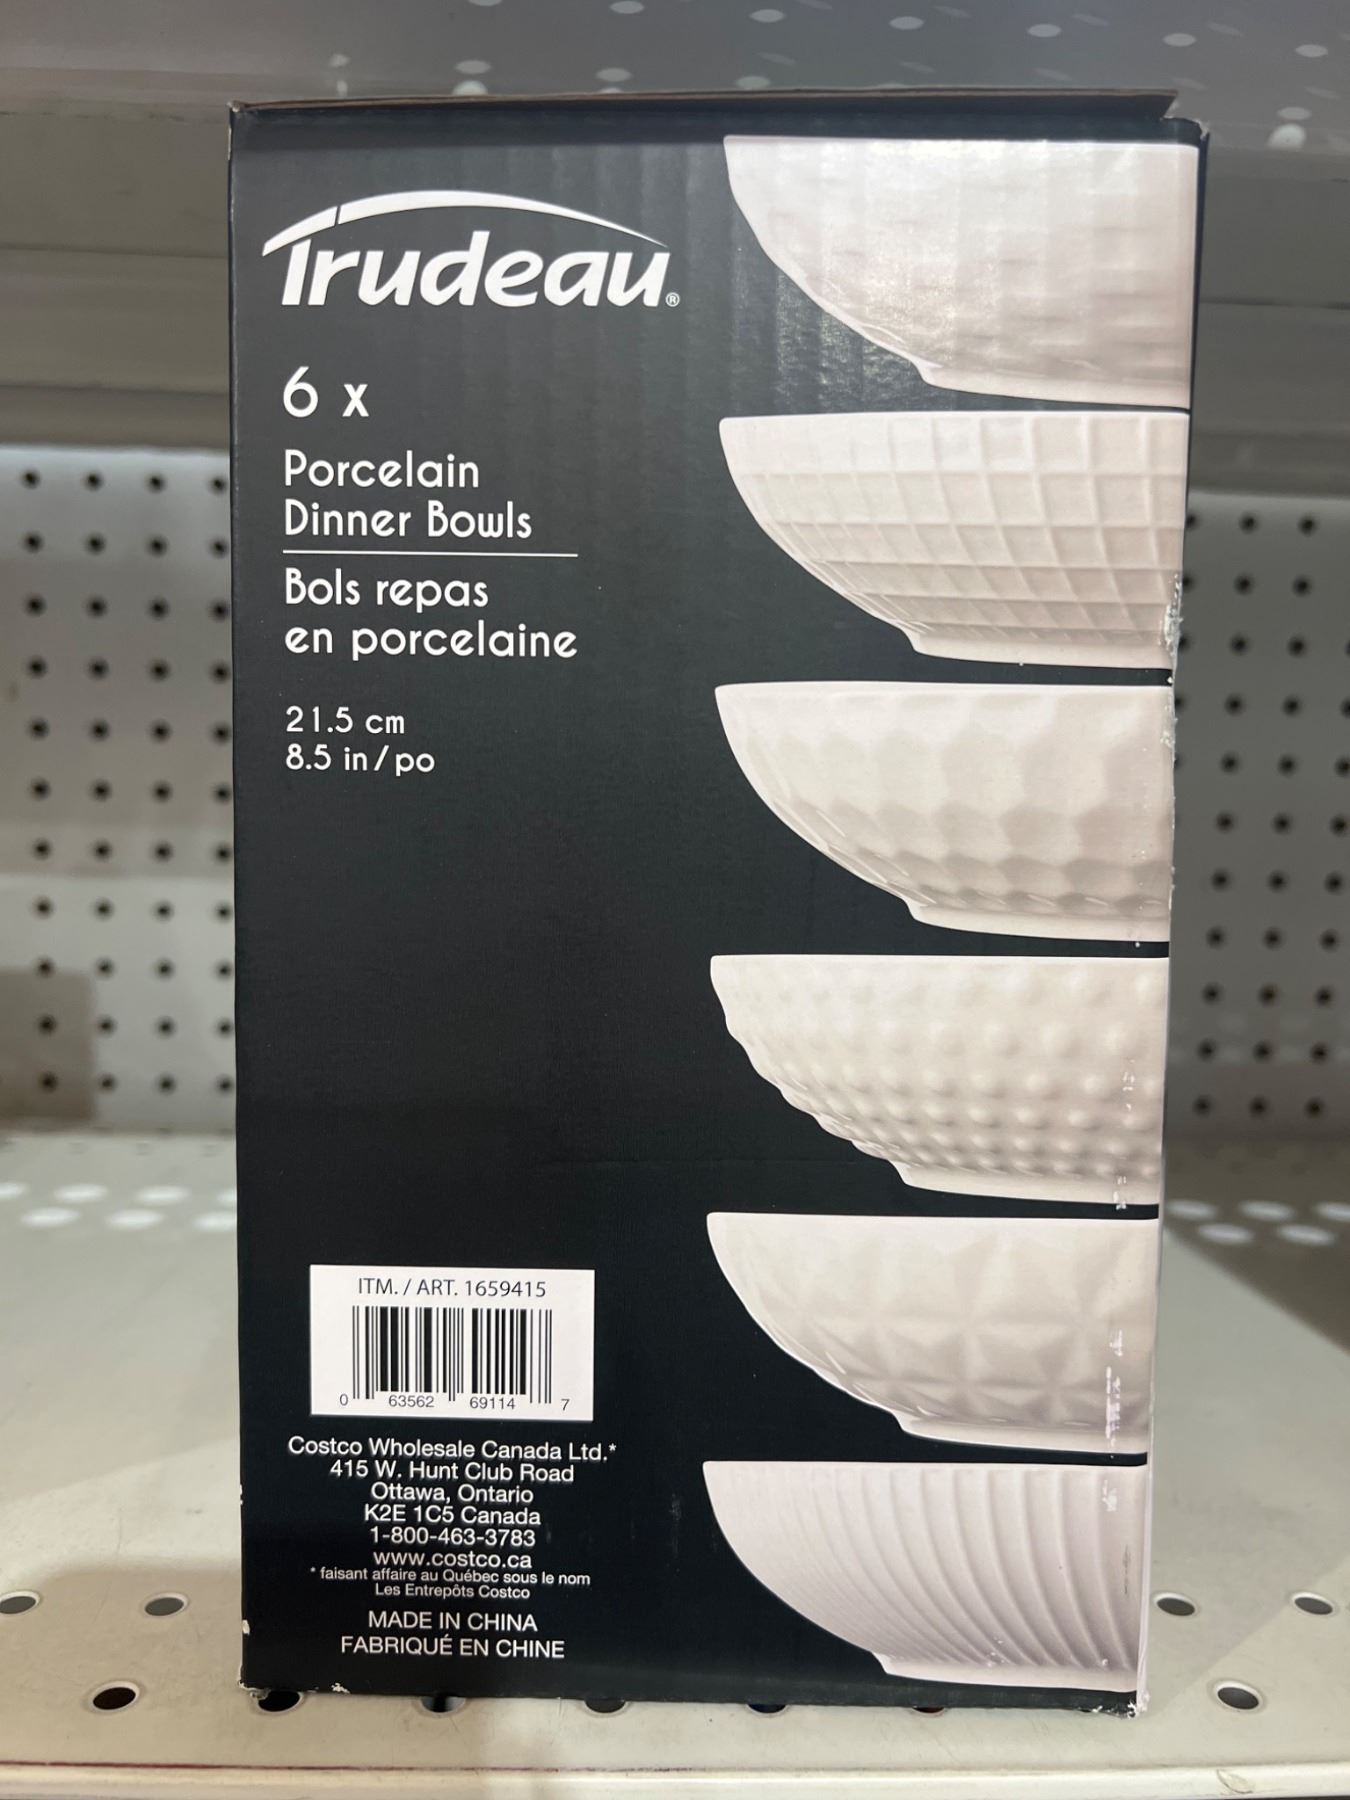 Trudeau®
6 x
Porcelain
Dinner Bowls
Bols repas
en porcelaine
21.5 cm
8.5 in/po
ITM. / ART. 1659415
0 63562 69114 7
Costco Wholesale Canada Ltd.*
415 W. Hunt Club Road
Ottawa, Ontario
K2E 1C5 Canada
1-800-463-3783
www.costco.ca
* faisant affaire au Québec sous le nom
Les Entrepôts Costco
MADE IN CHINA
FABRIQUÉ EN CHINE